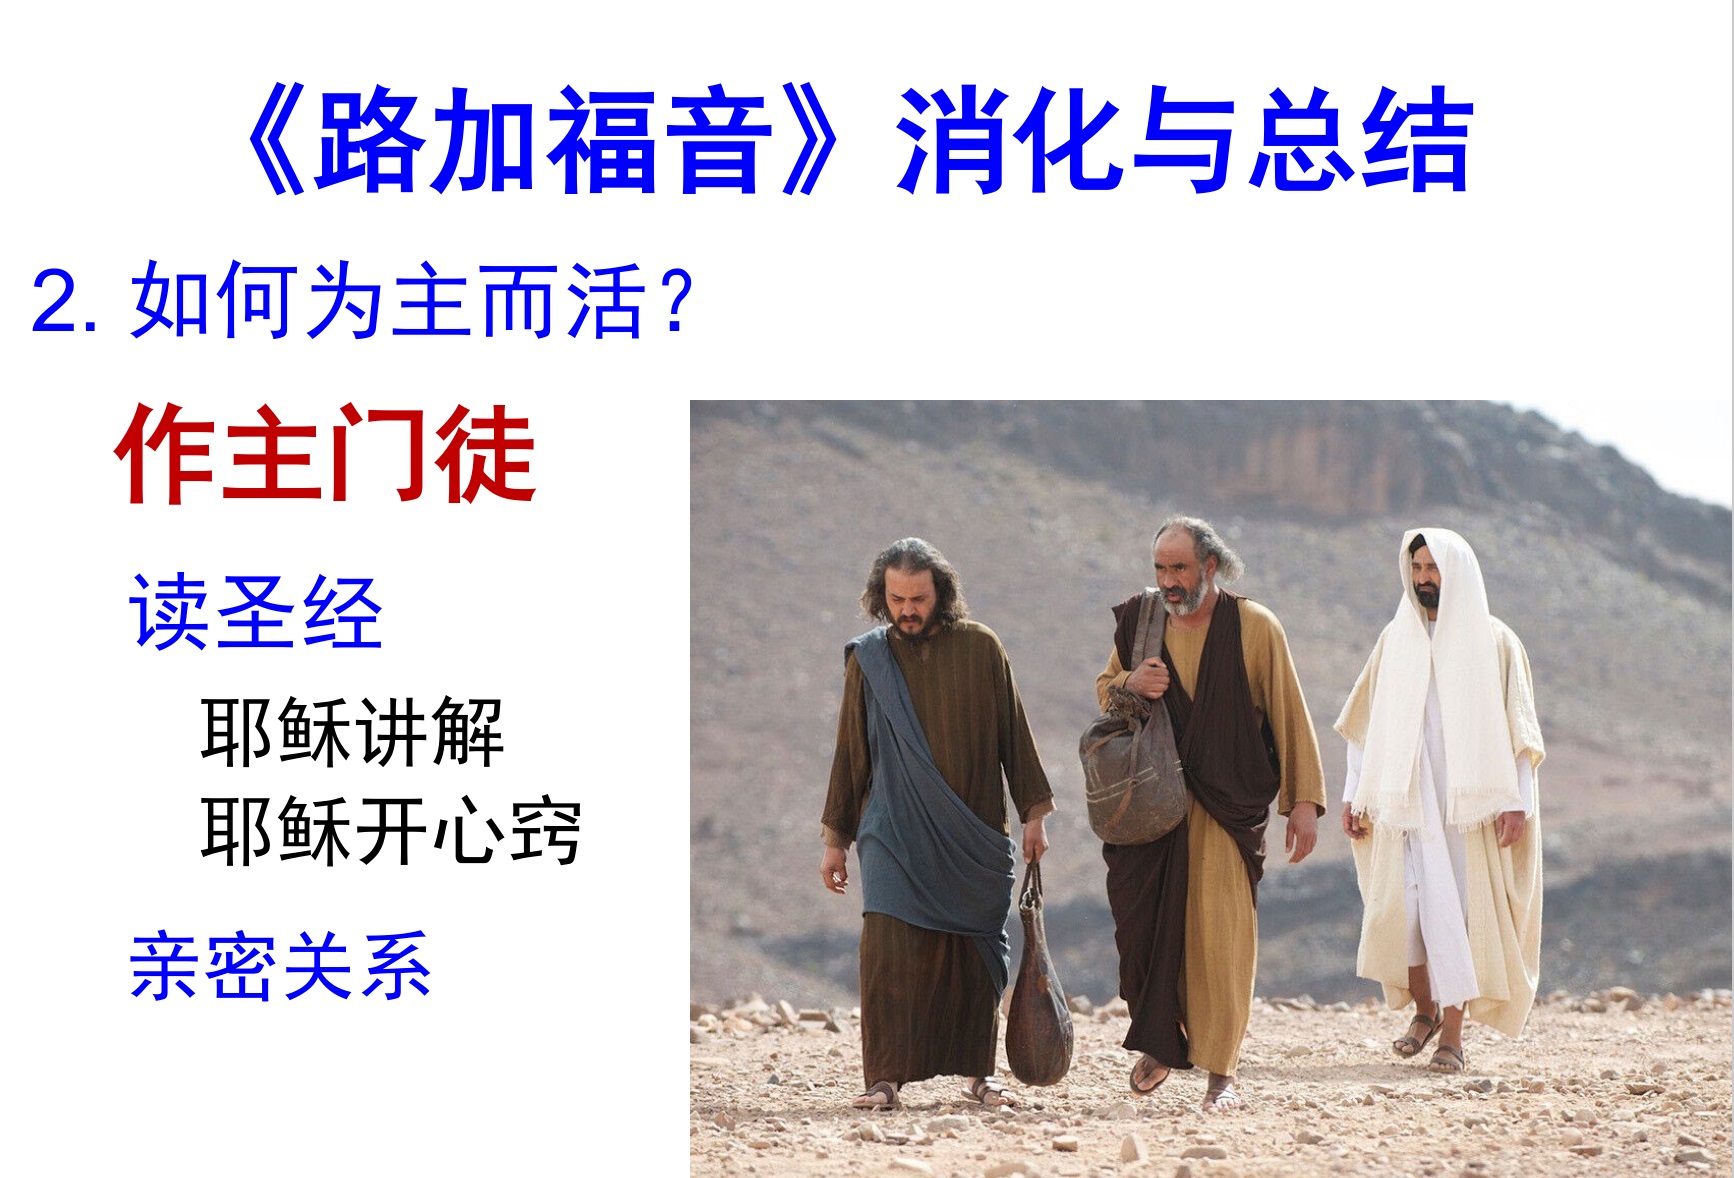 《路加福音》消化与总结
2. 如何为主而活？
作主门徒
读圣经
耶稣讲解
耶稣开心窍
亲密关系